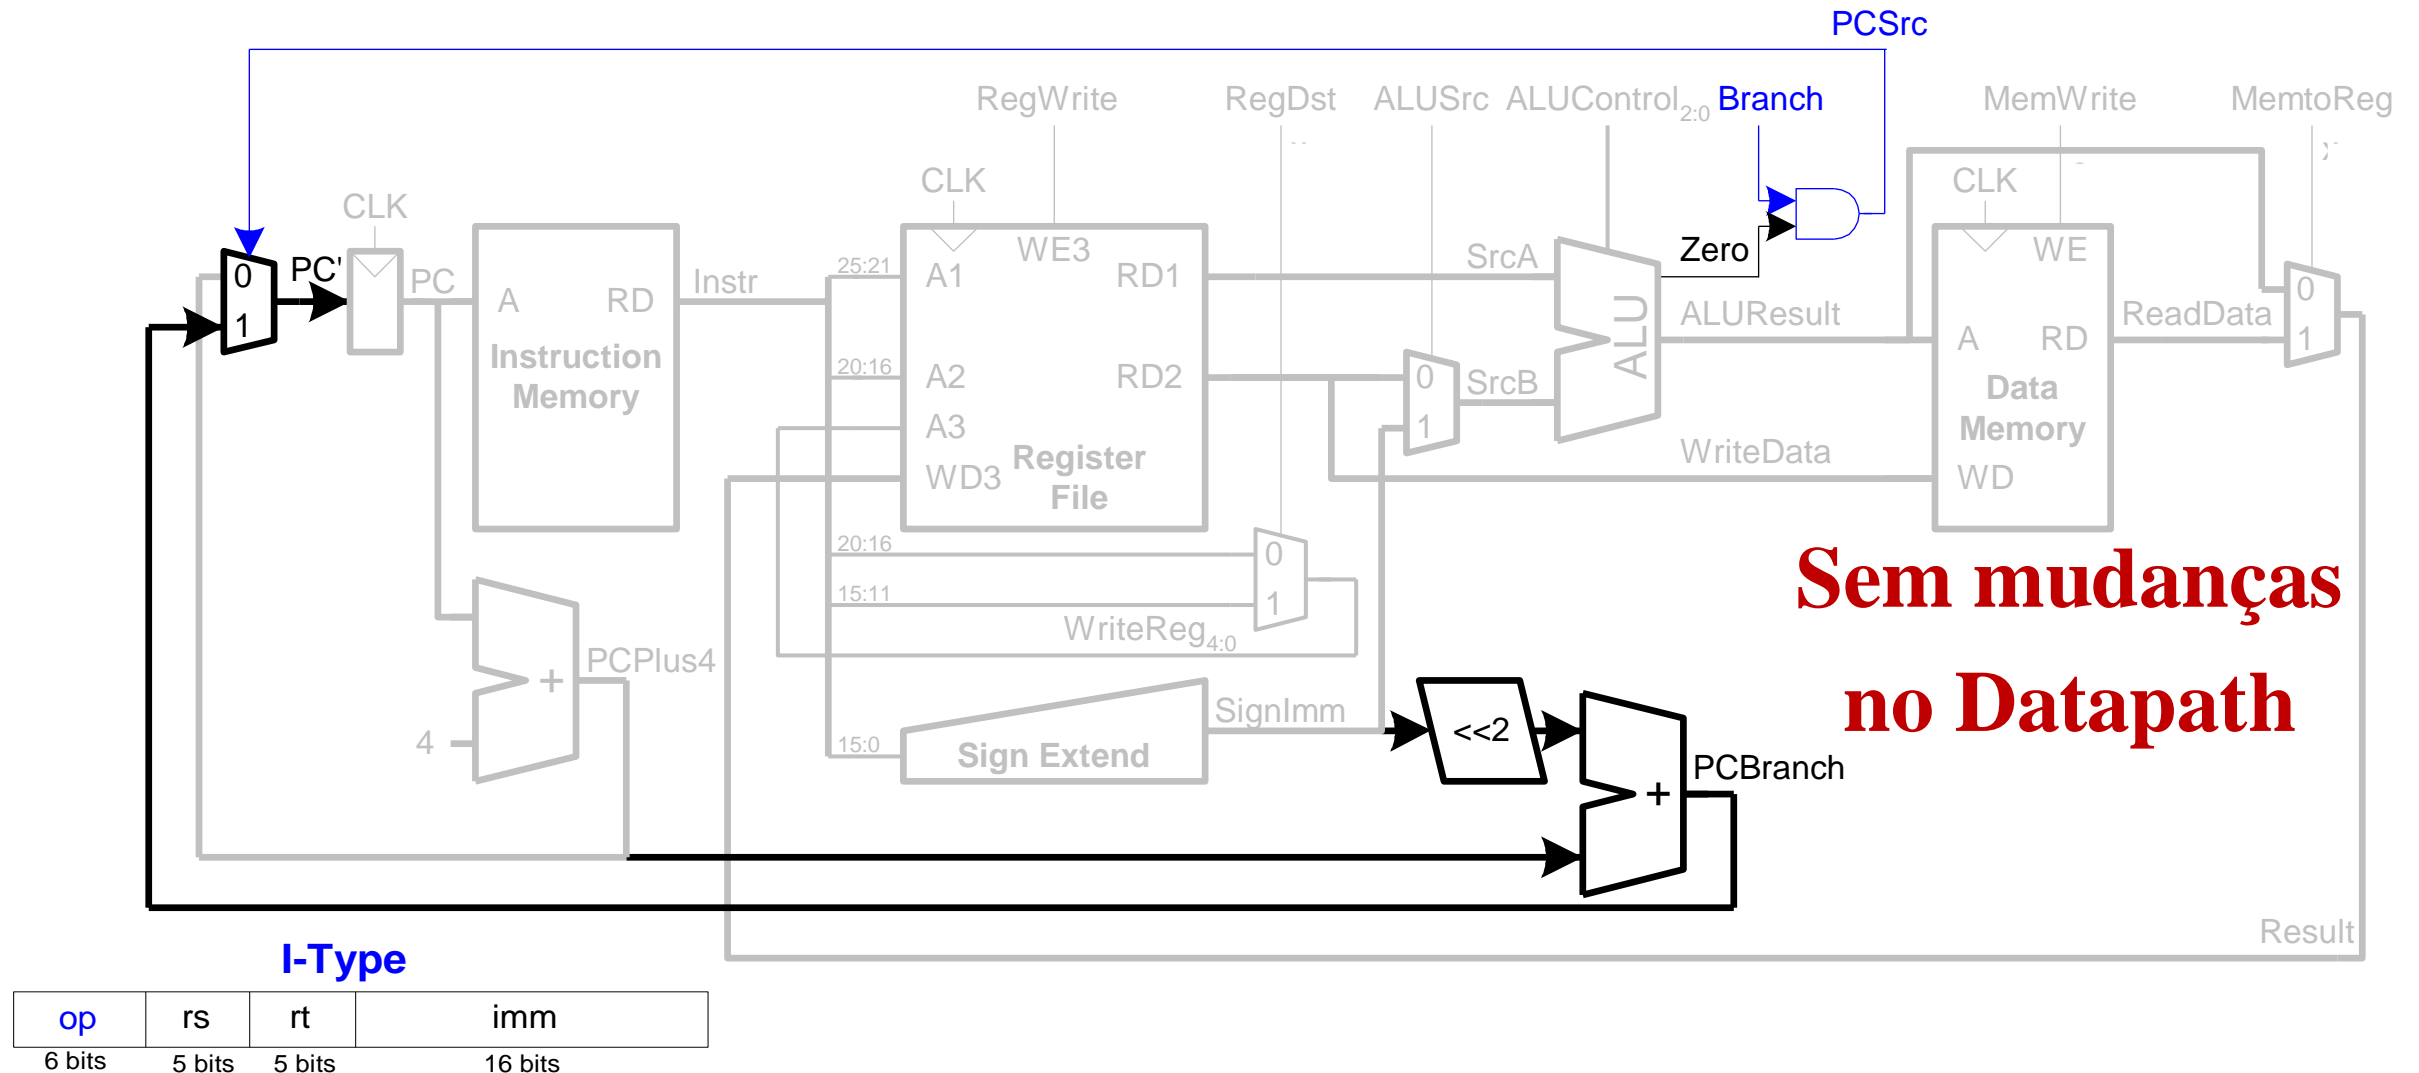 PCSrc
RegWrite RegDst ALUSrc ALUControl2:0 Branch MemWrite MemtoReg
CLK CLK CLK
0 PC' PC A RD Instr 25:21 A1 WE3 RD1 SrcA Zero WE
1
Instruction
Memory
20:16 A2 RD2 0 SrcB ALU ALUResult A RD ReadData 0
A3 1 1
Data
Memory
WD3 Register
File
WriteData WD
20:16 0
15:11 1
WriteReg4:0
Sem mudanças
no Datapath
PCPlus4
+
4
15:0 Sign Extend SignImm <<2
+ PCBranch
Result
I-Type
op rs rt imm
6 bits 5 bits 5 bits 16 bits